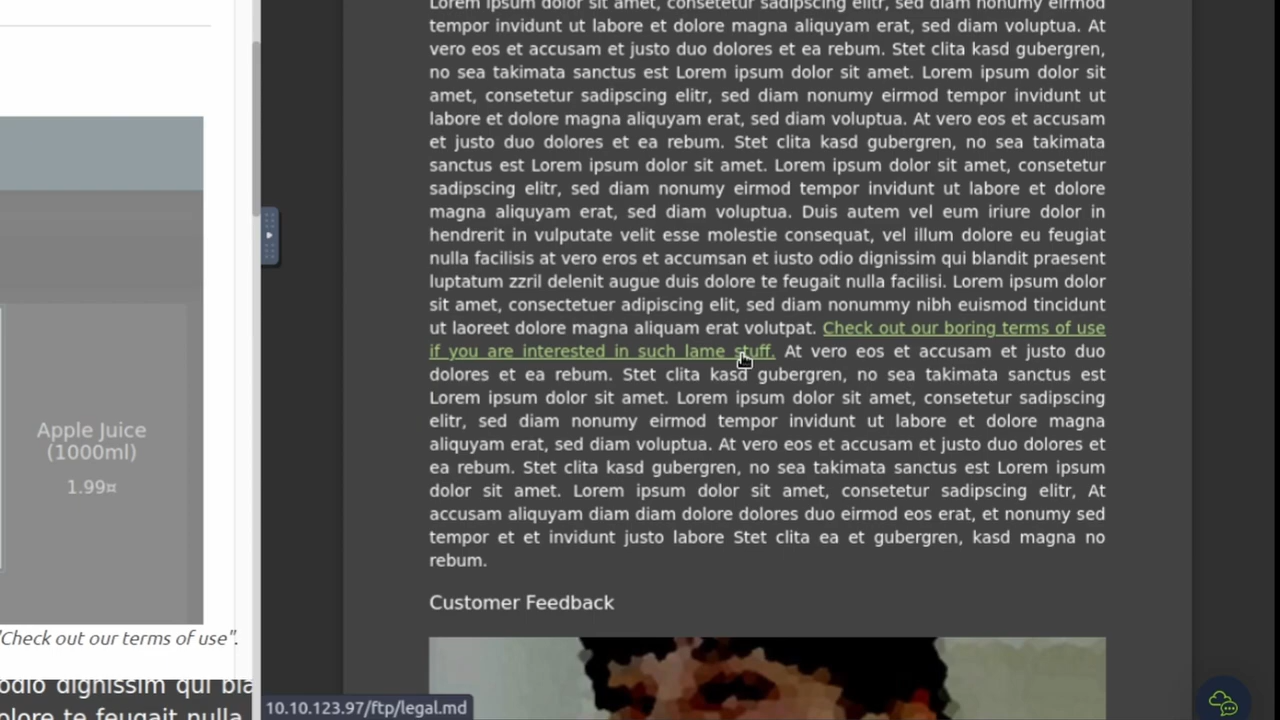 Lorem ipsum dolor sit amet, consetetur sadipscing elitr, sed diam nonumy eirmod
tempor invidunt ut labore et dolore magna aliquyam erat, sed diam voluptua. At
vero eos et accusam et justo duo dolores et ea rebum. Stet clita kasd gubergren,
no sea takimata sanctus est Lorem ipsum dolor sit amet. Lorem ipsum dolor sit
amet, consetetur sadipscing elitr, sed diam nonumy eirmod tempor invidunt ut
labore et dolore magna aliquyam erat, sed diam voluptua. At vero eos et accusam
et justo duo dolores et ea rebum. Stet clita kasd gubergren, no sea takimata
sanctus est Lorem ipsum dolor sit amet. Lorem ipsum dolor sit amet, consetetur
sadipscing elitr, sed diam nonumy eirmod tempor invidunt ut labore et dolore
magna aliquyam erat, sed diam voluptua. Duis autem vel eum iriure dolor in
hendrerit in vulputate velit esse molestie consequat, vel illum dolore eu feugiat
nulla facilisis at vero eros et accumsan et iusto odio dignissim qui blandit praesent
luptatum zzril delenit augue duis dolore te feugait nulla facilisi. Lorem ipsum dolor
sit amet, consectetuer adipiscing elit, sed diam nonummy nibh euismod tincidunt
ut laoreet dolore magna aliquam erat volutpat. Check out our boring terms of use
if you are interested in such lame stuff. At vero eos et accusam et justo duo
dolores et ea rebum. Stet clita kasd gubergren, no sea takimata sanctus est
Lorem ipsum dolor sit amet. Lorem ipsum dolor sit amet, consetetur sadipscing
elitr, sed diam nonumy eirmod tempor invidunt ut labore et dolore magna
aliquyam erat, sed diam voluptua. At vero eos et accusam et justo duo dolores et
ea rebum. Stet clita kasd gubergren, no sea takimata sanctus est Lorem ipsum
dolor sit amet. Lorem ipsum dolor sit amet, consetetur sadipscing elitr, At
accusam aliquyam diam diam dolore dolores duo eirmod eos erat, et nonumy sed
tempor et et invidunt justo labore Stet clita ea et gubergren, kasd magna no
rebum.
Customer Feedback
Apple Juice
(1000ml)
1.99¤
"Check out our terms of use".
odio dignissim qui bla
olore te feugait nulla
10.10.123.97/ftp/legal.md